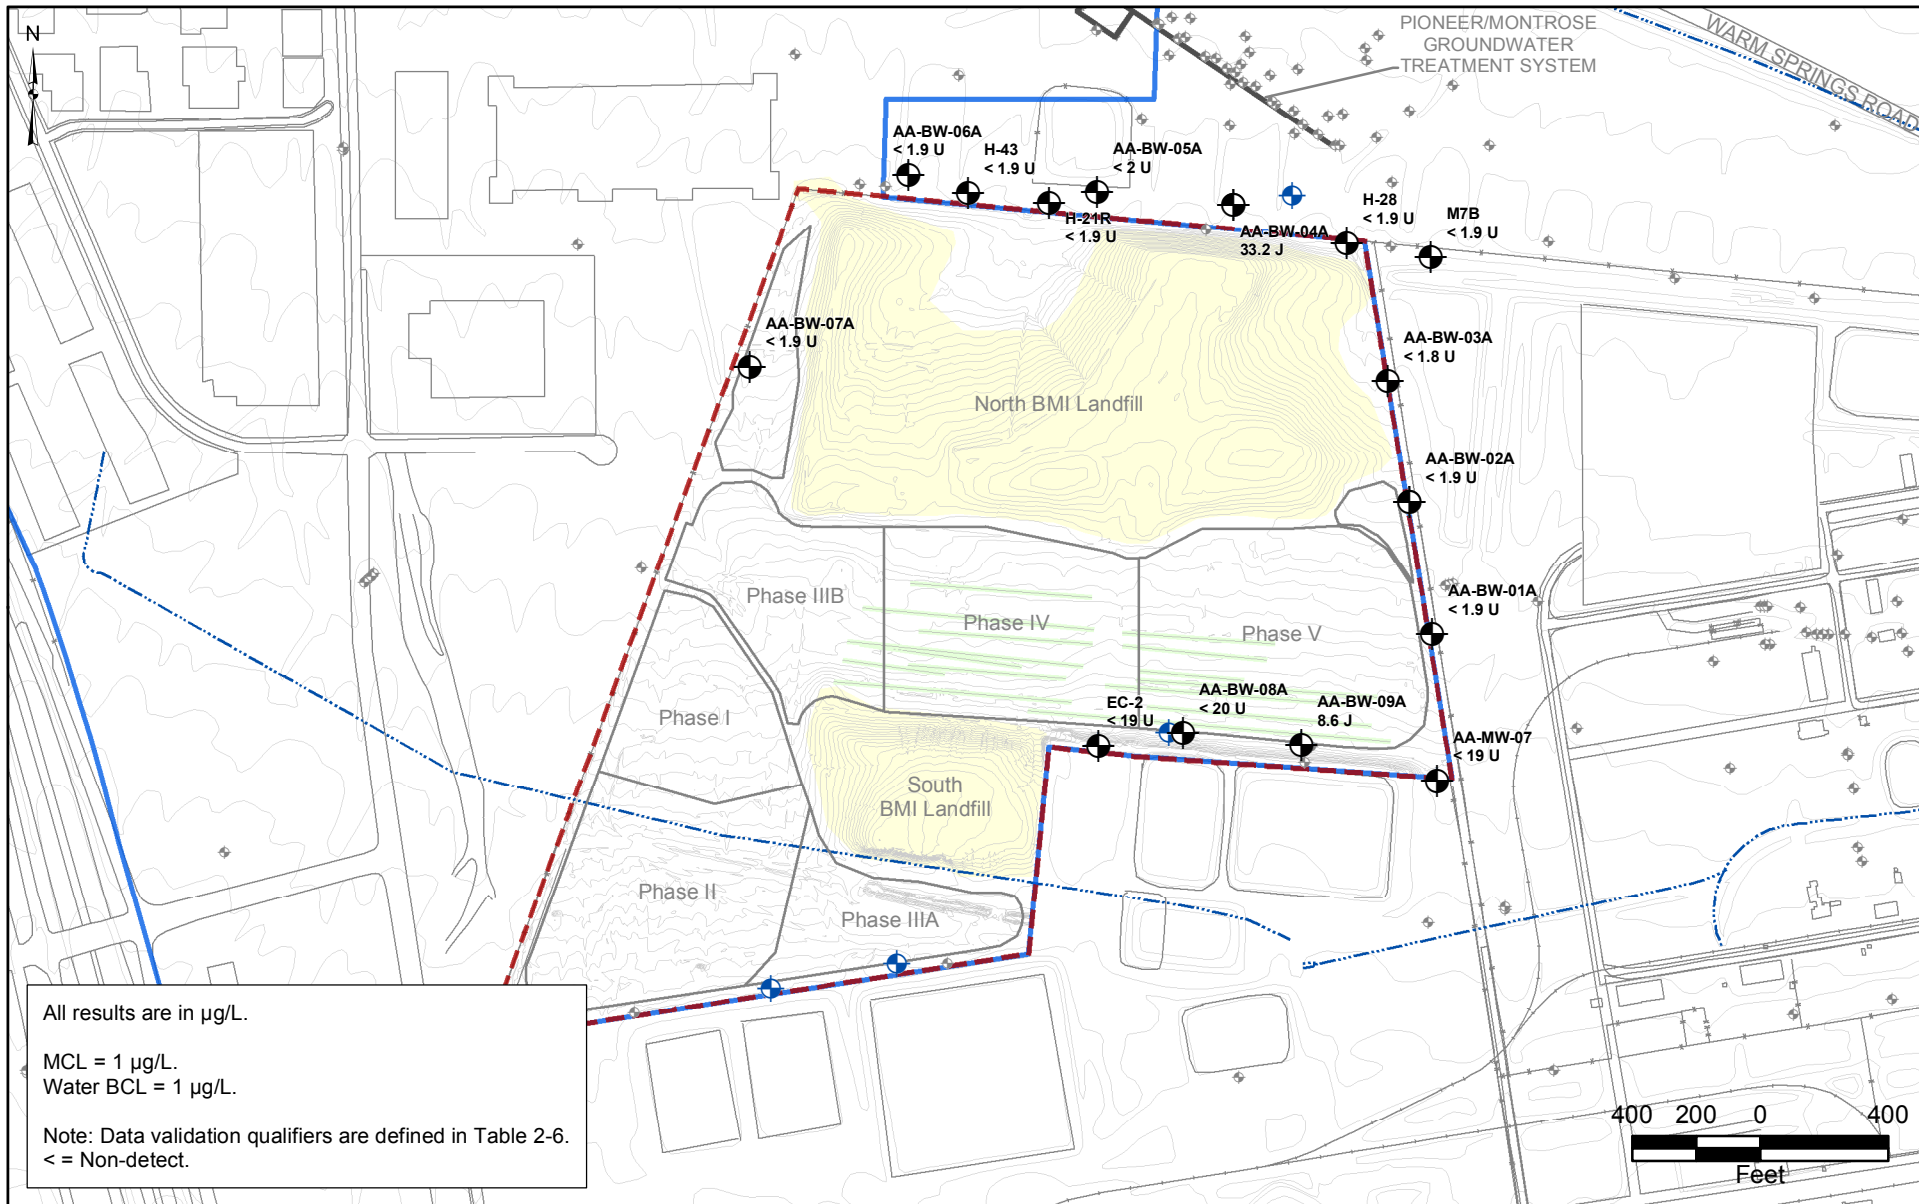 N
PIONEER/MONTROSE
GROUNDWATER
TREATMENT SYSTEM
WARM SPRINGS ROAD
AA-BW-06A
< 1.9 U
H-43
< 1.9 U
AA-BW-05A
< 2 U
H-21R
< 1.9 U
AA-BW-04A
33.2 J
H-28
< 1.9 U
M7B
< 1.9 U
AA-BW-07A
< 1.9 U
AA-BW-03A
< 1.8 U
North BMI Landfill
AA-BW-02A
< 1.9 U
AA-BW-01A
< 1.9 U
Phase IIIB
Phase IV
Phase V
EC-2
< 19 U
AA-BW-08A
< 20 U
AA-BW-09A
8.6 J
AA-MW-07
< 19 U
Phase I
South
BMI Landfill
Phase II
Phase IIIA
All results are in µg/L.
MCL = 1 µg/L.
Water BCL = 1 µg/L.
Note: Data validation qualifiers are defined in Table 2-6.
< = Non-detect.
400 200 0 400
Feet